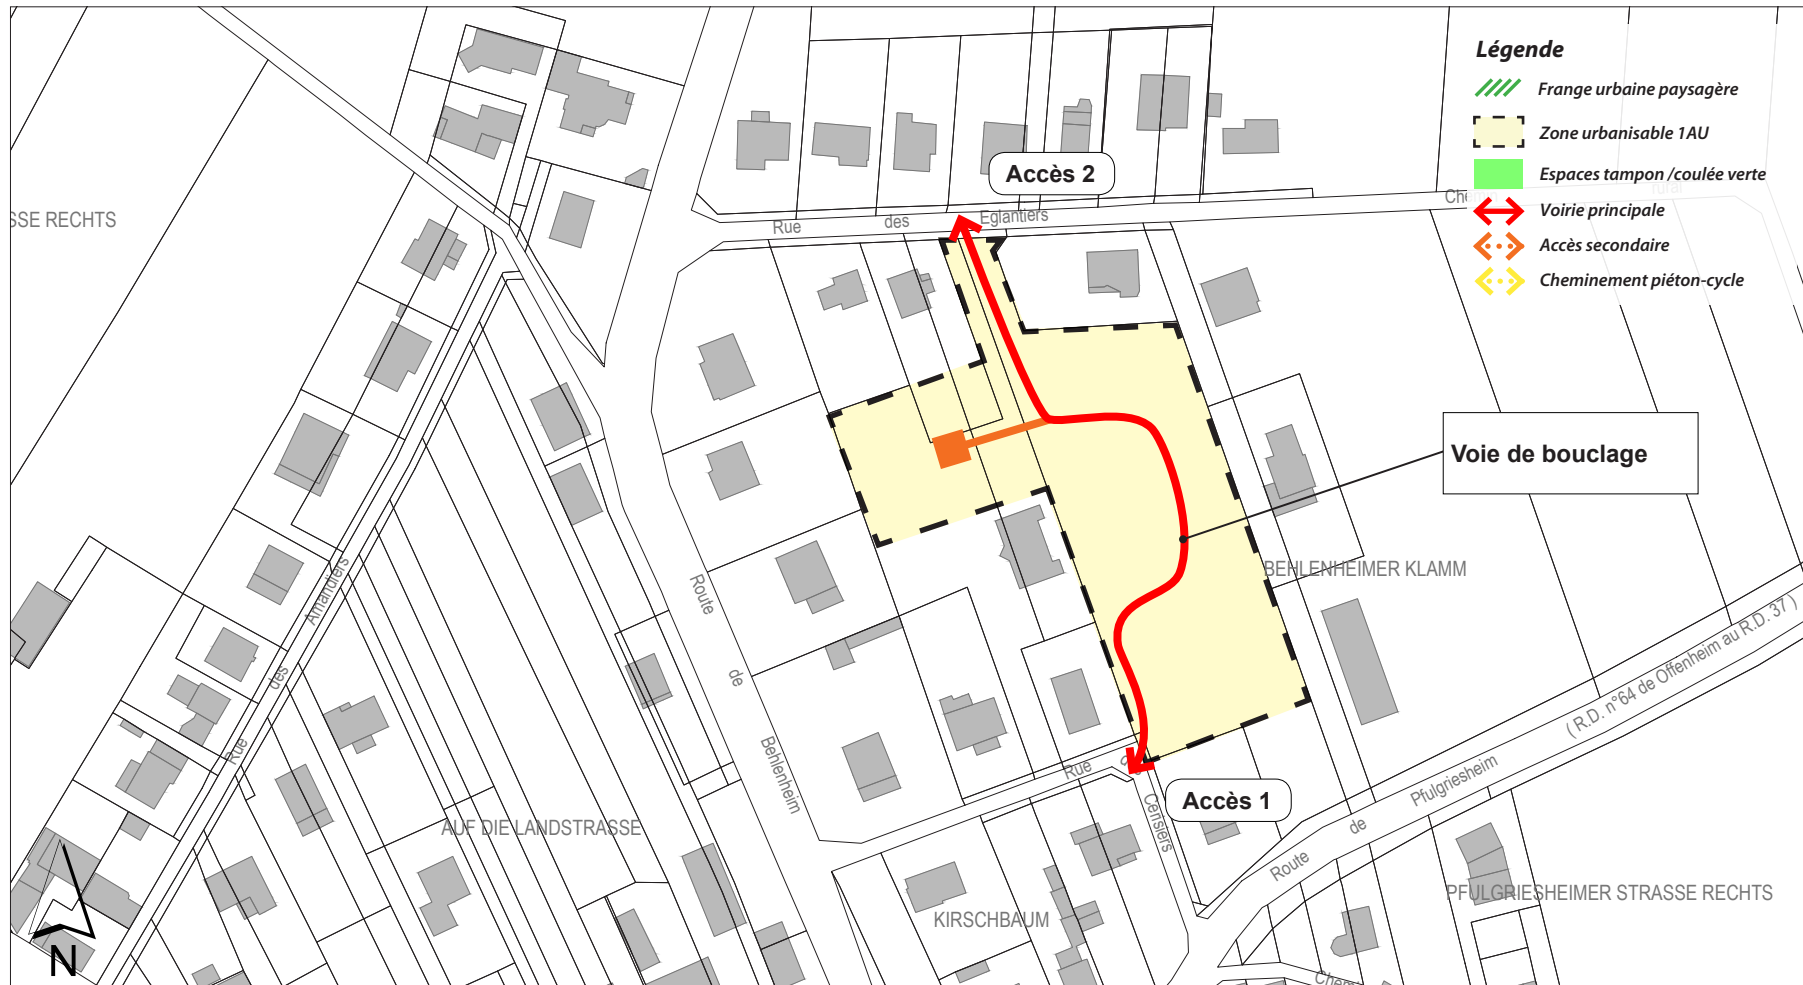 Légende
Frange urbaine paysagère
Zone urbanisable 1AU
Espaces tampon /coulée verte
Voirie principale
Accès secondaire
Cheminement piéton-cycle
Accès 2
SSE RECHTS
Rue des Eglantiers
rural
Voie de bouclage
BEHLENHEIMER KLAMM
Rue des Amandiers
Route de Behlenheim
( R.D. n°64 de Offenheim au R.D. 37 )
Rue
Cerisiers
Accès 1
Route de Pfulgriesheim
AUF DIE LANDSTRASSE
KIRSCHBAUM
PFULGRIESHEIMER STRASSE RECHTS
N